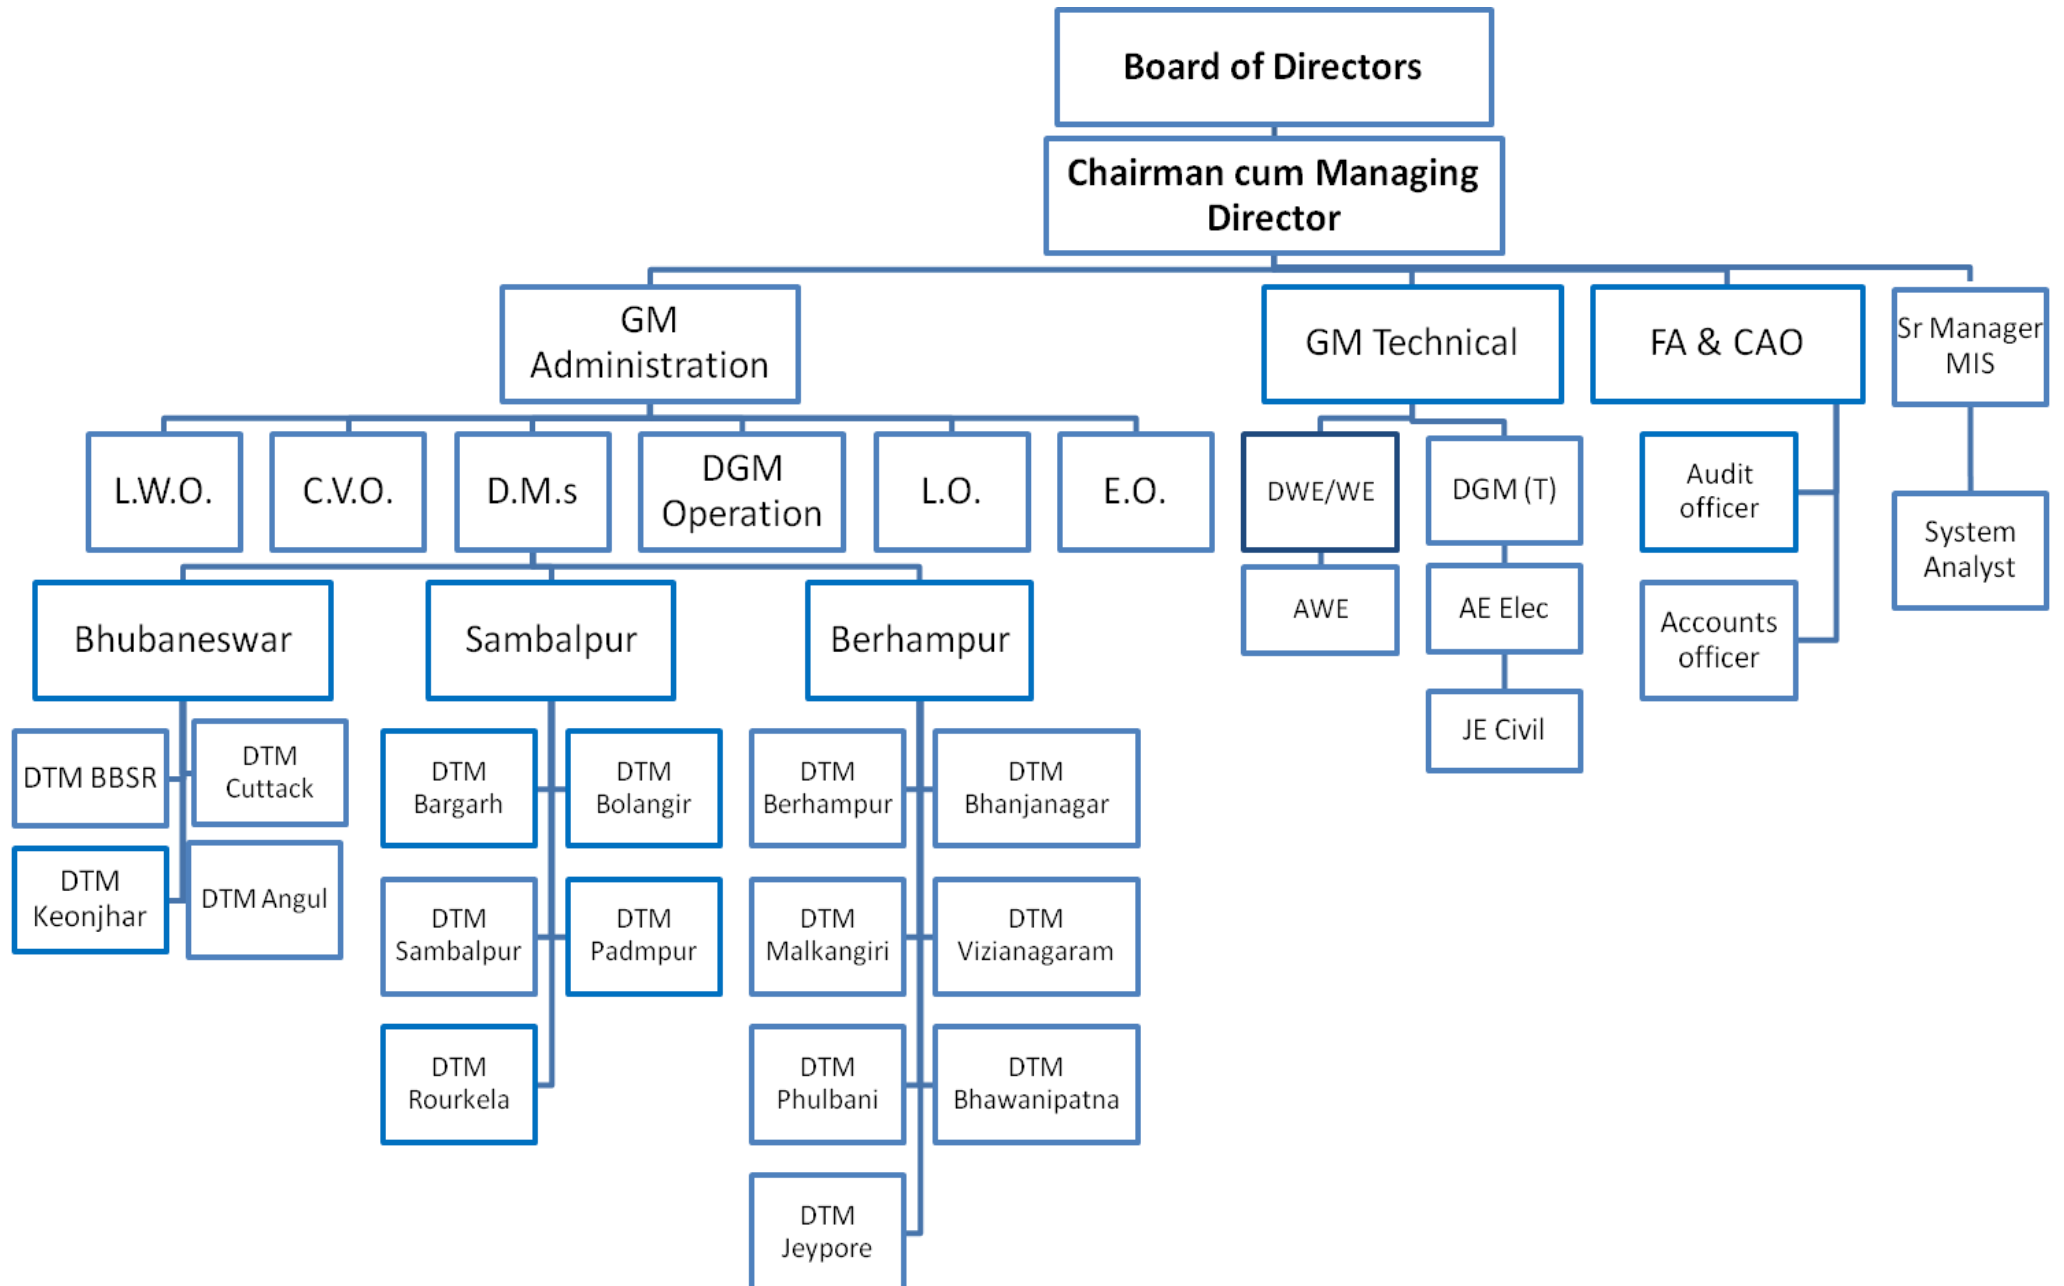 Board of Directors
Chairman cum Managing
Director
GM
Administration
GM Technical
FA & CAO
Sr Manager
MIS
L.W.O.
C.V.O.
D.M.s
DGM
Operation
L.O.
E.O.
DWE/WE
DGM (T)
Audit
officer
System
Analyst
AWE
AE Elec
Accounts
officer
JE Civil
Bhubaneswar
Sambalpur
Berhampur
DTM BBSR
DTM
Cuttack
DTM
Keonjhar
DTM Angul
DTM
Bargarh
DTM
Bolangir
DTM
Sambalpur
DTM
Padmpur
DTM
Rourkela
DTM
Berhampur
DTM
Bhanjanagar
DTM
Malkangiri
DTM
Vizianagaram
DTM
Phulbani
DTM
Bhawanipatna
DTM
Jeypore